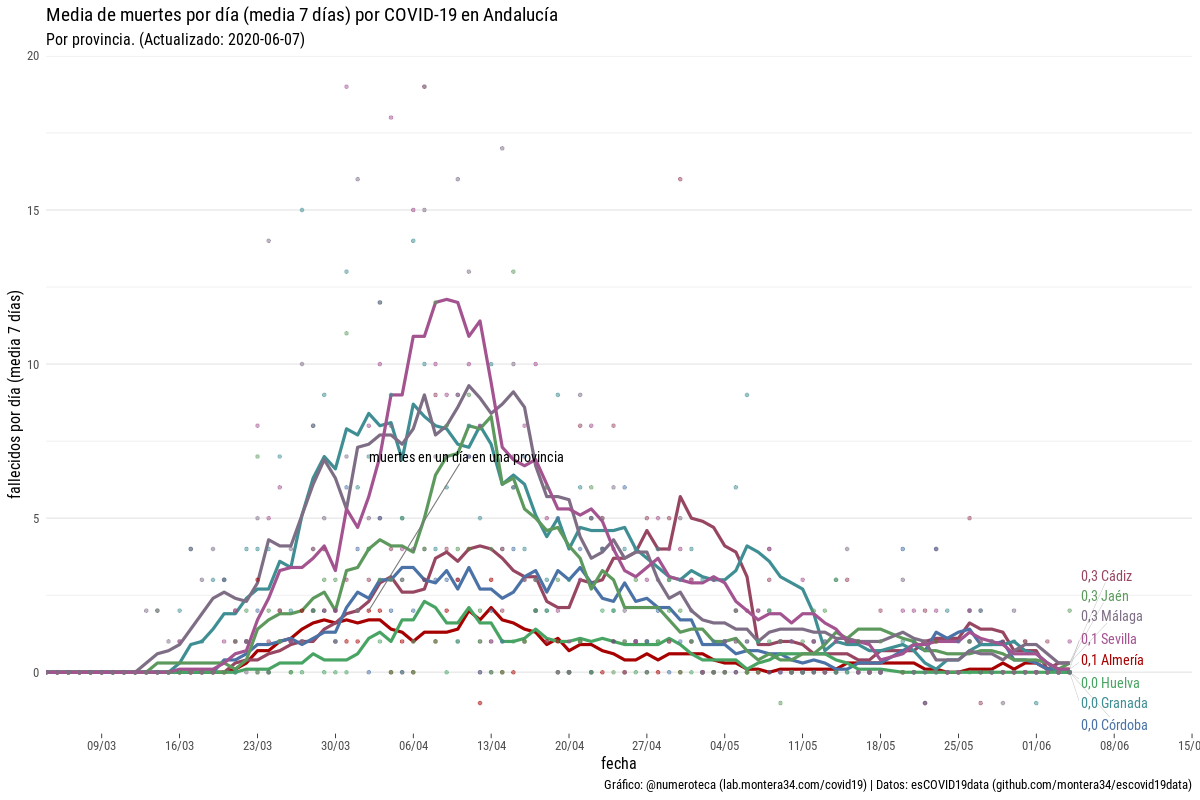 Media de muertes por día (media 7 días) por COVID-19 en Andalucía
Por provincia. (Actualizado: 2020-06-07)
20
15
10
5
0
fallecidos por día (media 7 días)
muertes en un día en una provincia
0,3 Cádiz
0,3 Jaén
0,3 Málaga
0,1 Sevilla
0,1 Almería
0,0 Huelva
0,0 Granada
0,0 Córdoba
09/03 16/03 23/03 30/03 06/04 13/04 20/04 27/04 04/05 11/05 18/05 25/05 01/06 08/06 15/0
fecha
Gráfico: @numeroteca (lab.montera34.com/covid19) | Datos: esCOVID19data (github.com/montera34/escovid19data)